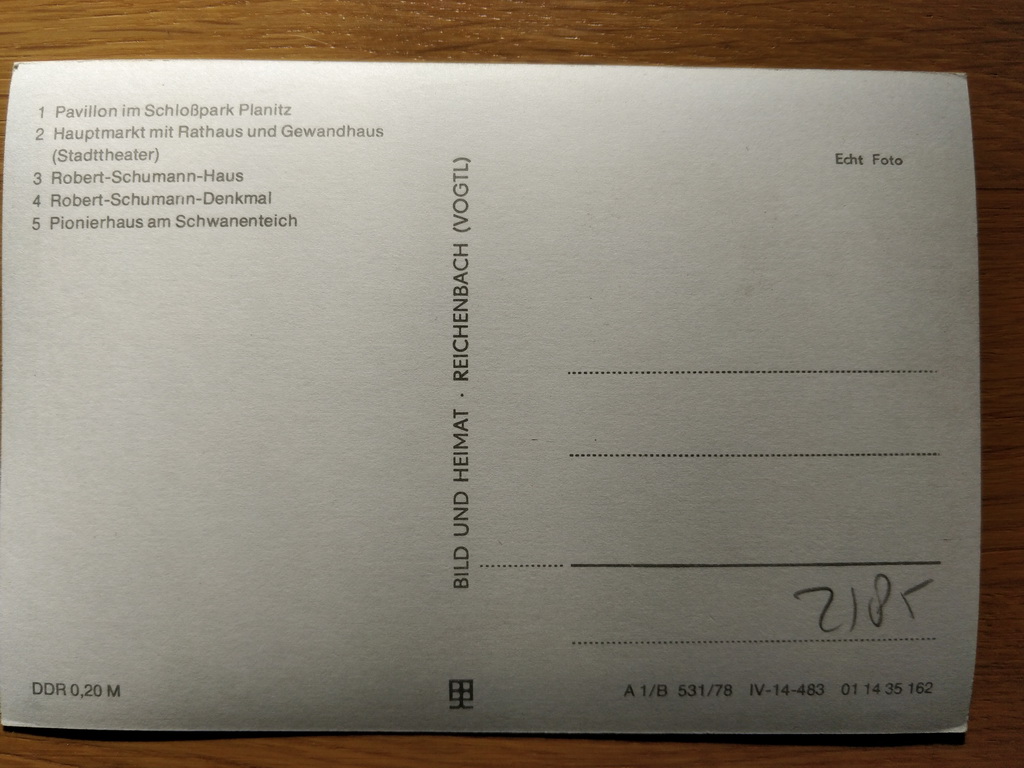 1 Pavillon im Schloßpark Planitz
2 Hauptmarkt mit Rathaus und Gewandhaus
(Stadttheater)
3 Robert-Schumann-Haus
4 Robert-Schumann-Denkmal
5 Pionierhaus am Schwanenteich
BILD UND HEIMAT · REICHENBACH (VOGTL)
Echt Foto
2185
DDR 0,20 M
A 1/B 531/78 IV-14-483 01 14 35 162